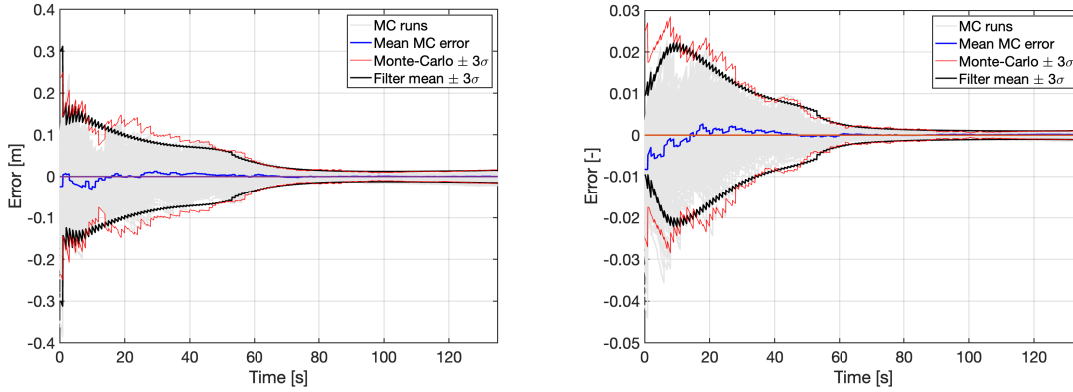 0.4
0.3
0.2
0.1
0
-0.1
-0.2
-0.3
-0.4
Error [m]
0 20 40 60 80 100 120
Time [s]
MC runs
Mean MC error
Monte-Carlo ± 3σ
Filter mean ± 3σ
0.03
0.02
0.01
0
-0.01
-0.02
-0.03
-0.04
-0.05
Error [-]
0 20 40 60 80 100 120
Time [s]
MC runs
Mean MC error
Monte-Carlo ± 3σ
Filter mean ± 3σ